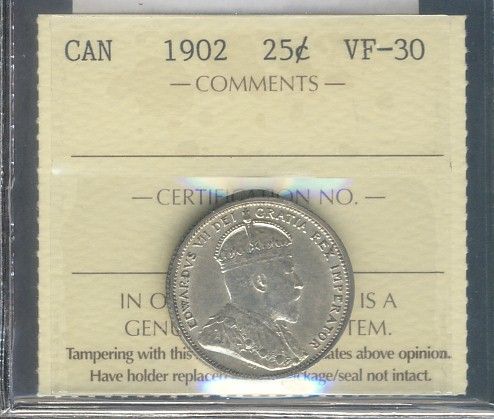 CAN 1902 25¢ VF-30
— COMMENTS —
— CERTIFICATION NO. —
EDWARDVS VII DEI GRATIA REX IMPERATOR
IN O IS A
GENU TEM.
Tampering with this ates above opinion.
Have holder replace kage/seal not intact.